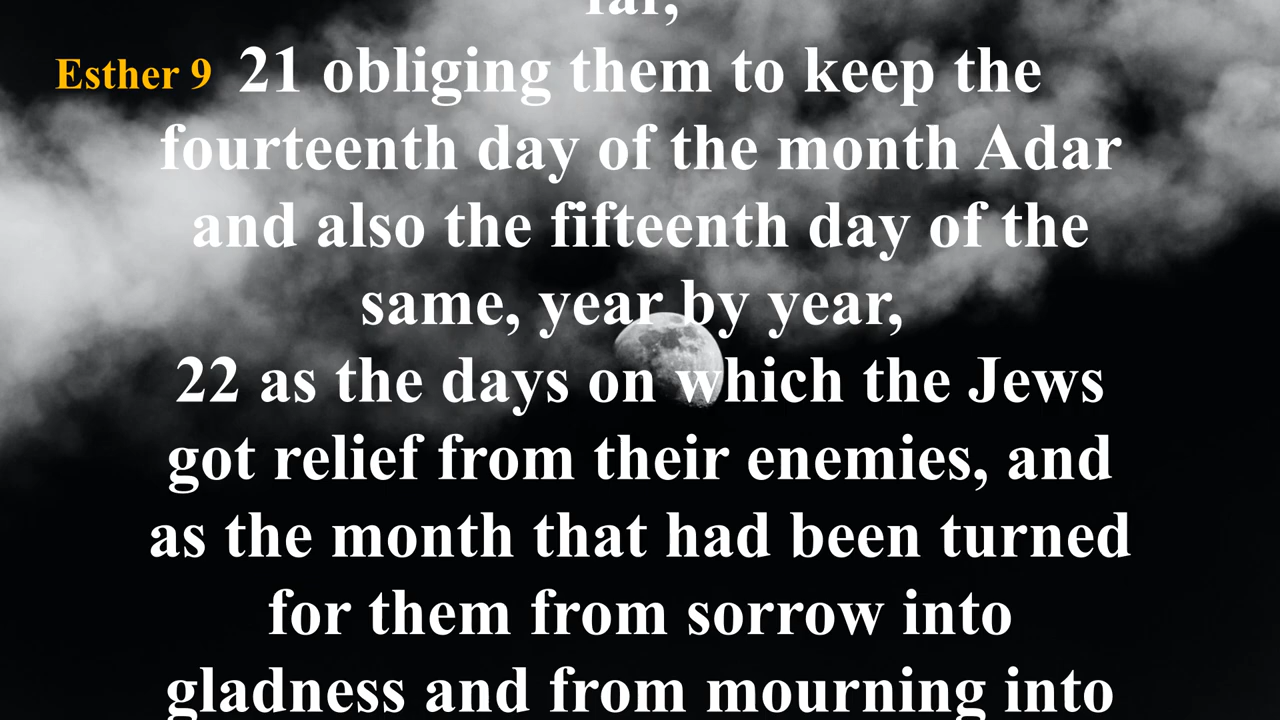 far,
Esther 9
21 obliging them to keep the
fourteenth day of the month Adar
and also the fifteenth day of the
same, year by year,
22 as the days on which the Jews
got relief from their enemies, and
as the month that had been turned
for them from sorrow into
gladness and from mourning into